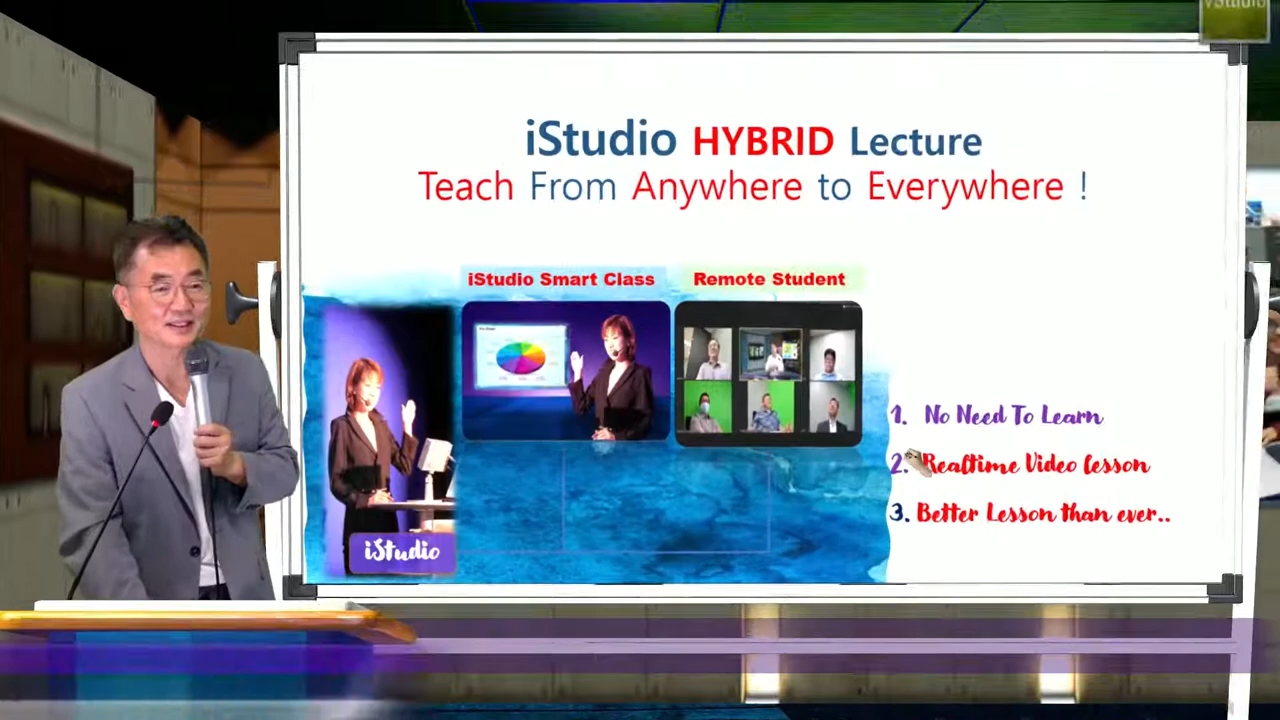 vStudio
iStudio HYBRID Lecture
Teach From Anywhere to Everywhere !
iStudio Smart Class
Remote Student
1. No Need To Learn
2. Realtime Video Lesson
3. Better Lesson than ever..
iStudio